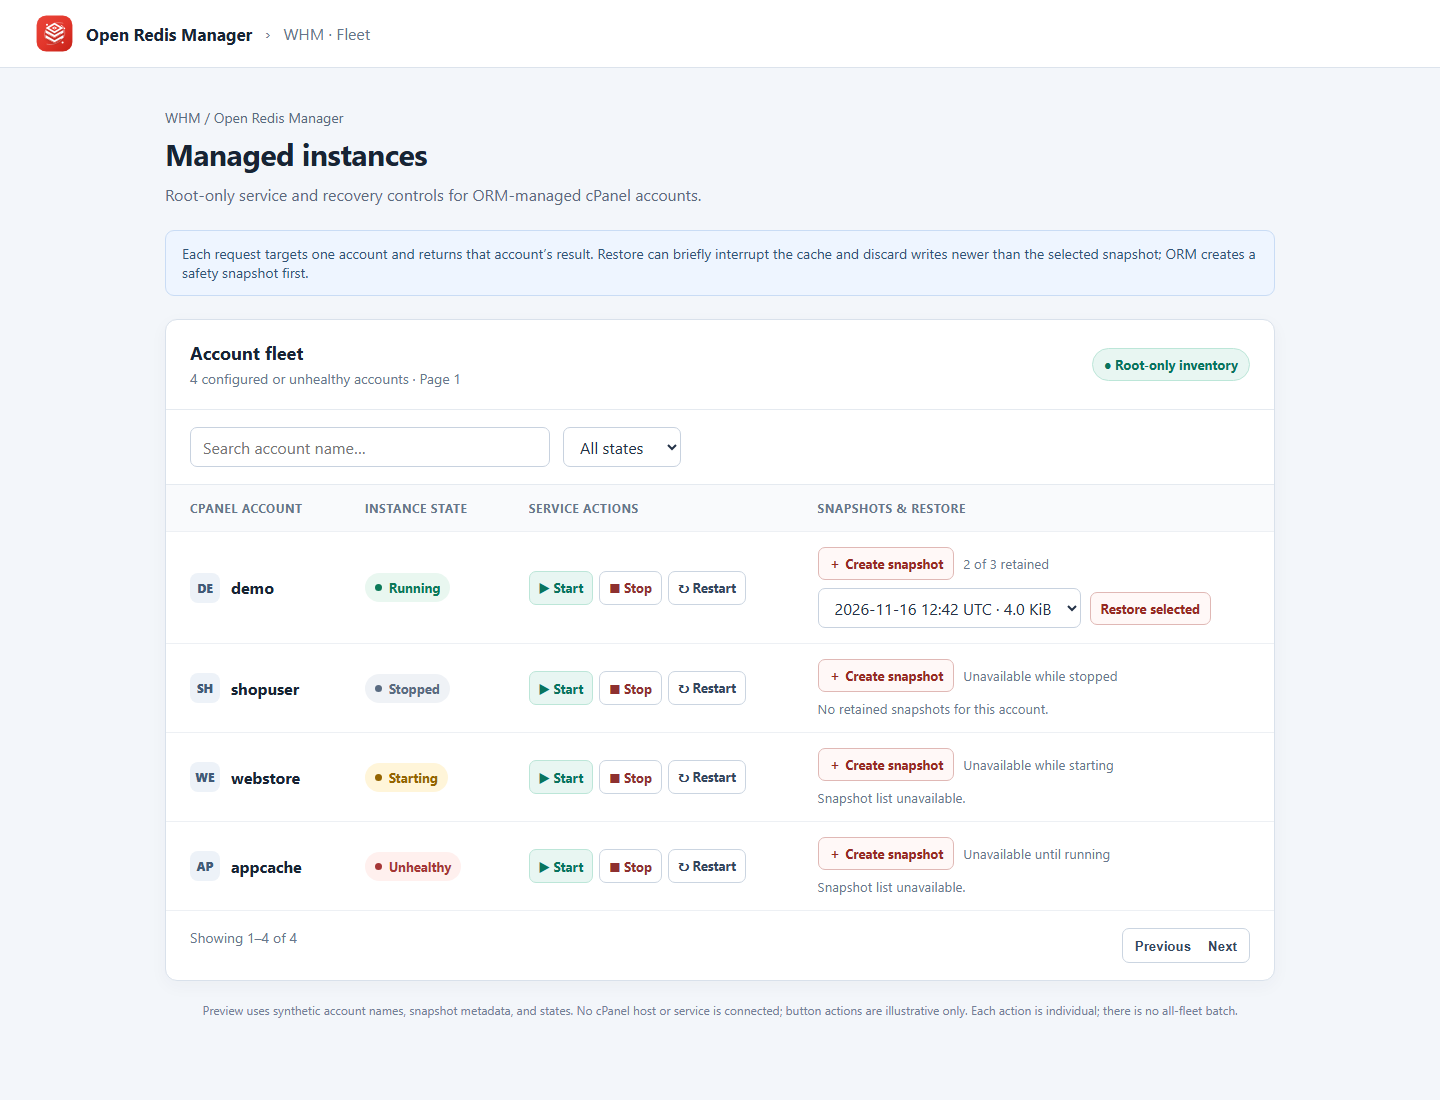 Open Redis Manager › WHM · Fleet
WHM / Open Redis Manager
Managed instances
Root-only service and recovery controls for ORM-managed cPanel accounts.
Each request targets one account and returns that account’s result. Restore can briefly interrupt the cache and discard writes newer than the selected snapshot; ORM creates a
safety snapshot first.
Account fleet
4 configured or unhealthy accounts · Page 1
● Root-only inventory
Search account name...
All states
CPANEL ACCOUNT INSTANCE STATE SERVICE ACTIONS SNAPSHOTS & RESTORE
+ Create snapshot 2 of 3 retained
DE demo ● Running ▶ Start ■ Stop ↻ Restart
2026-11-16 12:42 UTC · 4.0 KiB Restore selected
+ Create snapshot Unavailable while stopped
SH shopuser ● Stopped ▶ Start ■ Stop ↻ Restart
No retained snapshots for this account.
+ Create snapshot Unavailable while starting
WE webstore ● Starting ▶ Start ■ Stop ↻ Restart
Snapshot list unavailable.
+ Create snapshot Unavailable until running
AP appcache ● Unhealthy ▶ Start ■ Stop ↻ Restart
Snapshot list unavailable.
Showing 1–4 of 4
Previous Next
Preview uses synthetic account names, snapshot metadata, and states. No cPanel host or service is connected; button actions are illustrative only. Each action is individual; there is no all-fleet batch.